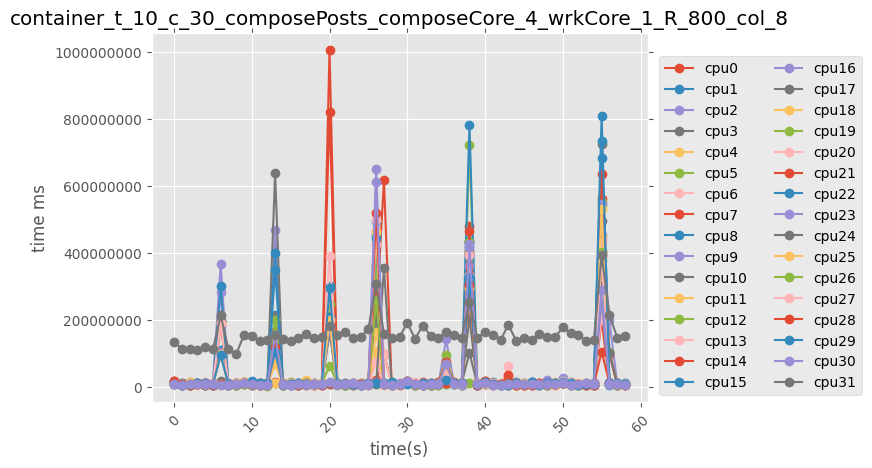 container_t_10_c_30_composePosts_composeCore_4_wrkCore_1_R_800_col_8
time ms
1000000000
800000000
600000000
400000000
200000000
0
0
10
20
30
40
50
60
time(s)
cpu0
cpu1
cpu2
cpu3
cpu4
cpu5
cpu6
cpu7
cpu8
cpu9
cpu10
cpu11
cpu12
cpu13
cpu14
cpu15
cpu16
cpu17
cpu18
cpu19
cpu20
cpu21
cpu22
cpu23
cpu24
cpu25
cpu26
cpu27
cpu28
cpu29
cpu30
cpu31